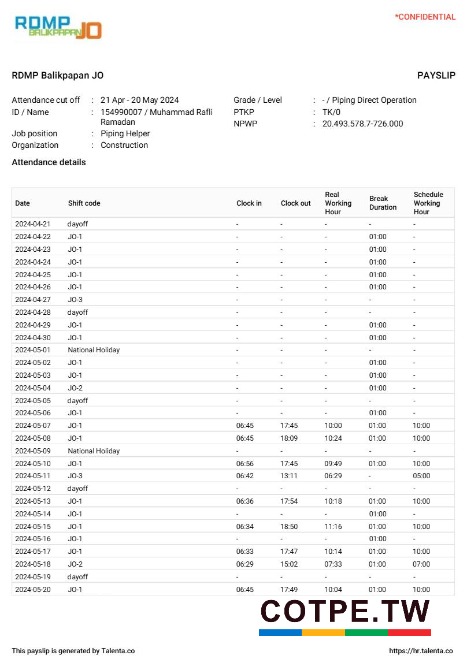 *CONFIDENTIAL
RDMP
BALIKPAPAN JO
RDMP Balikpapan JO PAYSLIP
Attendance cut off : 21 Apr - 20 May 2024 Grade / Level : - / Piping Direct Operation
ID / Name : 154990007 / Muhammad Rafli PTKP : TK/0
Ramadan NPWP : 20.493.578.7-726.000
Job position : Piping Helper
Organization : Construction
Attendance details
Date Shift code Clock in Clock out Real Working Hour Break Duration Schedule Working Hour
2024-04-21 dayoff - - - - -
2024-04-22 JO-1 - - - 01:00 -
2024-04-23 JO-1 - - - 01:00 -
2024-04-24 JO-1 - - - 01:00 -
2024-04-25 JO-1 - - - 01:00 -
2024-04-26 JO-1 - - - 01:00 -
2024-04-27 JO-3 - - - - -
2024-04-28 dayoff - - - - -
2024-04-29 JO-1 - - - 01:00 -
2024-04-30 JO-1 - - - 01:00 -
2024-05-01 National Holiday - - - - -
2024-05-02 JO-1 - - - 01:00 -
2024-05-03 JO-1 - - - 01:00 -
2024-05-04 JO-2 - - - 01:00 -
2024-05-05 dayoff - - - - -
2024-05-06 JO-1 - - - 01:00 -
2024-05-07 JO-1 06:45 17:45 10:00 01:00 10:00
2024-05-08 JO-1 06:45 18:09 10:24 01:00 10:00
2024-05-09 National Holiday - - - - -
2024-05-10 JO-1 06:56 17:45 09:49 01:00 10:00
2024-05-11 JO-3 06:42 13:11 06:29 - 05:00
2024-05-12 dayoff - - - - -
2024-05-13 JO-1 06:36 17:54 10:18 01:00 10:00
2024-05-14 JO-1 - - - 01:00 -
2024-05-15 JO-1 06:34 18:50 11:16 01:00 10:00
2024-05-16 JO-1 - - - 01:00 -
2024-05-17 JO-1 06:33 17:47 10:14 01:00 10:00
2024-05-18 JO-2 06:29 15:02 07:33 01:00 07:00
2024-05-19 dayoff - - - - -
2024-05-20 JO-1 06:45 17:49 10:04 01:00 10:00
COTPE.TW
This payslip is generated by Talenta.co https://hr.talenta.co